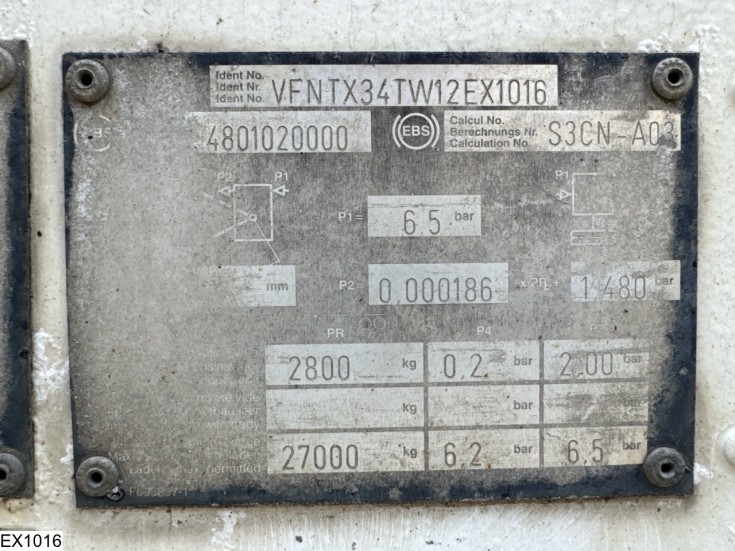 Ident No.
Ident Nr.
Ident No. VFNTX34TW12EX1016
EBS 4801020000 EBS
Calcul No.
Berechnungs Nr.
Calculation No. S3CN-A03
P2 P1 P1
P1= 6.5 bar
mm P2= 0,000186 x PR + 1.480 bar
PR P4
2800 kg 0.2 bar 2.00 bar
kg bar bar
27000 kg 6.2 bar 6.5 bar
permitted
EX1016